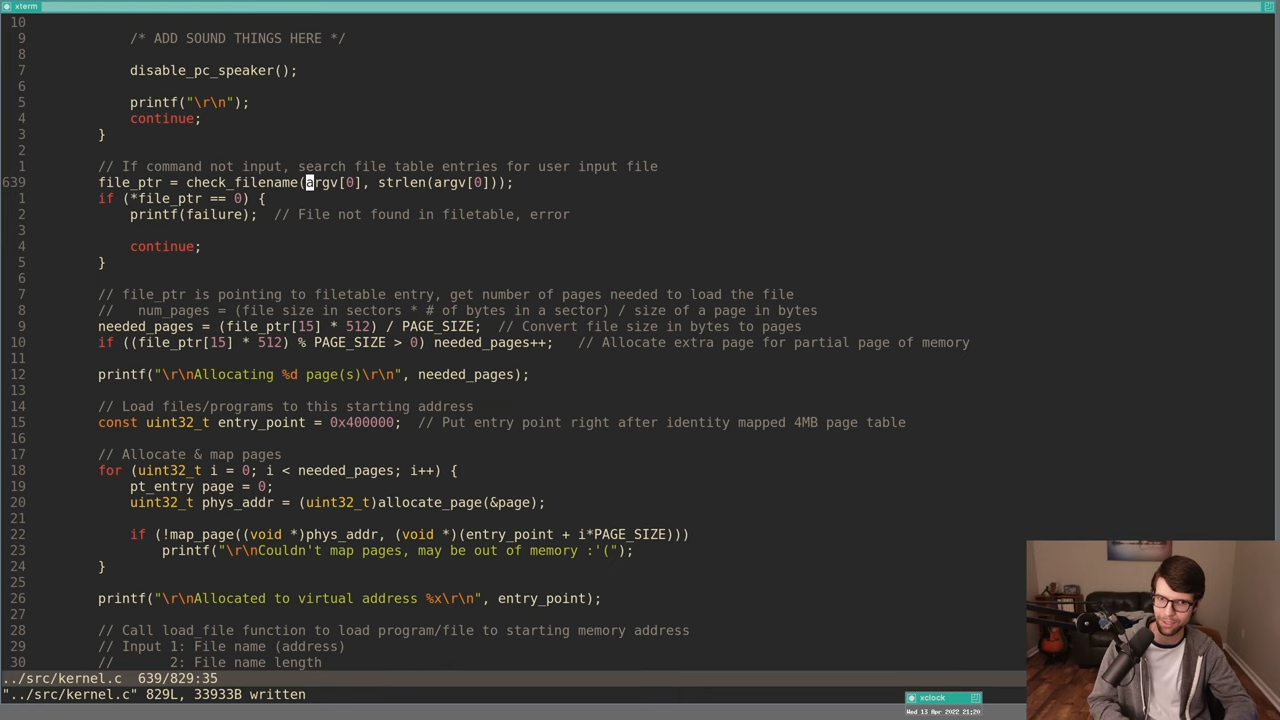 xterm
10
9 /* ADD SOUND THINGS HERE */
8
7 disable_pc_speaker();
6
5 printf("\r\n");
4 continue;
3 }
2
1 // If command not input, search file table entries for user input file
639 file_ptr = check_filename(argv[0], strlen(argv[0]));
1 if (*file_ptr == 0) {
2 printf(failure);  // File not found in filetable, error
3
4 continue;
5 }
6
7 // file_ptr is pointing to filetable entry, get number of pages needed to load the file
8 //   num_pages = (file size in sectors * # of bytes in a sector) / size of a page in bytes
9 needed_pages = (file_ptr[15] * 512) / PAGE_SIZE;  // Convert file size in bytes to pages
10 if ((file_ptr[15] * 512) % PAGE_SIZE > 0) needed_pages++;   // Allocate extra page for partial page of memory
11
12 printf("\r\nAllocating %d page(s)\r\n", needed_pages);
13
14 // Load files/programs to this starting address
15 const uint32_t entry_point = 0x400000;  // Put entry point right after identity mapped 4MB page table
16
17 // Allocate & map pages
18 for (uint32_t i = 0; i < needed_pages; i++) {
19 pt_entry page = 0;
20 uint32_t phys_addr = (uint32_t)allocate_page(&page);
21
22 if (!map_page((void *)phys_addr, (void *)(entry_point + i*PAGE_SIZE)))
23 printf("\r\nCouldn't map pages, may be out of memory :'(");
24 }
25
26 printf("\r\nAllocated to virtual address %x\r\n", entry_point);
27
28 // Call load_file function to load program/file to starting memory address
29 // Input 1: File name (address)
30 //       2: File name length
../src/kernel.c  639/829:35
"../src/kernel.c" 829L, 33933B written
xclock
Wed 13 Apr 2022 21:20